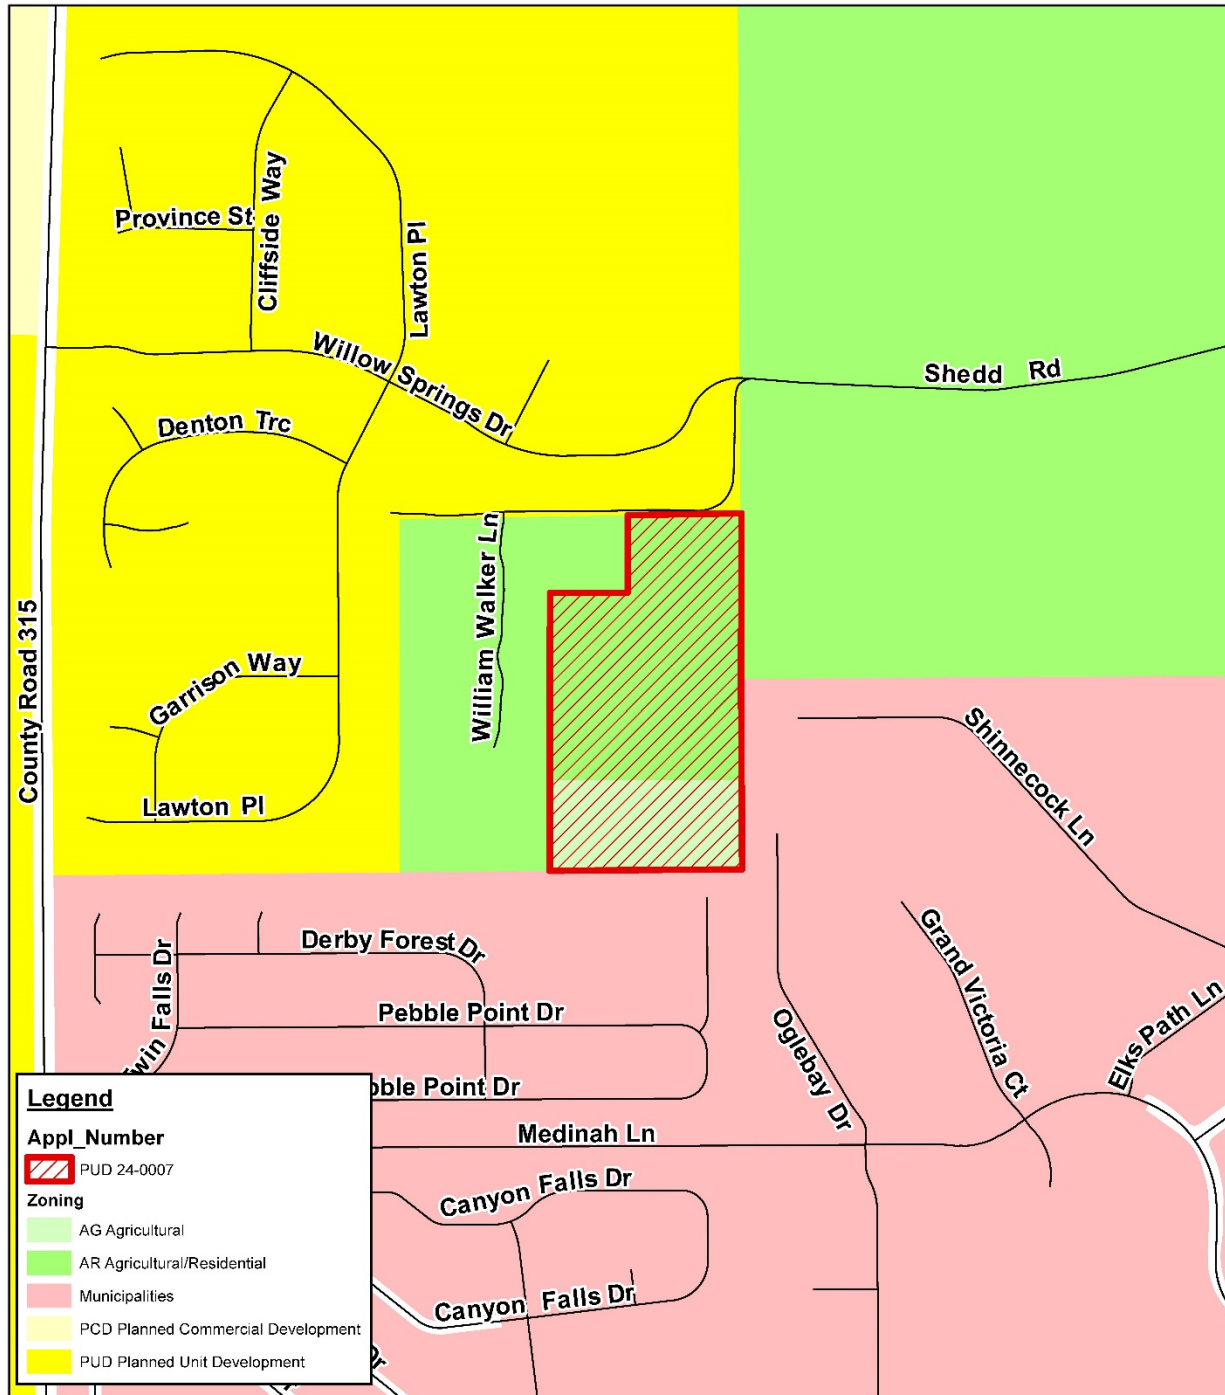 Province St
Cliffside Way
Lawton Pl
Willow Springs Dr
Shedd Rd
Denton Trc
William Walker Ln
County Road 315
Garrison Way
Lawton Pl
Shinnecock Ln
Derby Forest Dr
Twin Falls Dr
Pebble Point Dr
Grand Victoria Ct
Elks Path Ln
Oglebay Dr
bble Point Dr
Medinah Ln
Canyon Falls Dr
Canyon Falls Dr
Dr
Legend
Appl_Number
PUD 24-0007
Zoning
AG Agricultural
AR Agricultural/Residential
Municipalities
PCD Planned Commercial Development
PUD Planned Unit Development